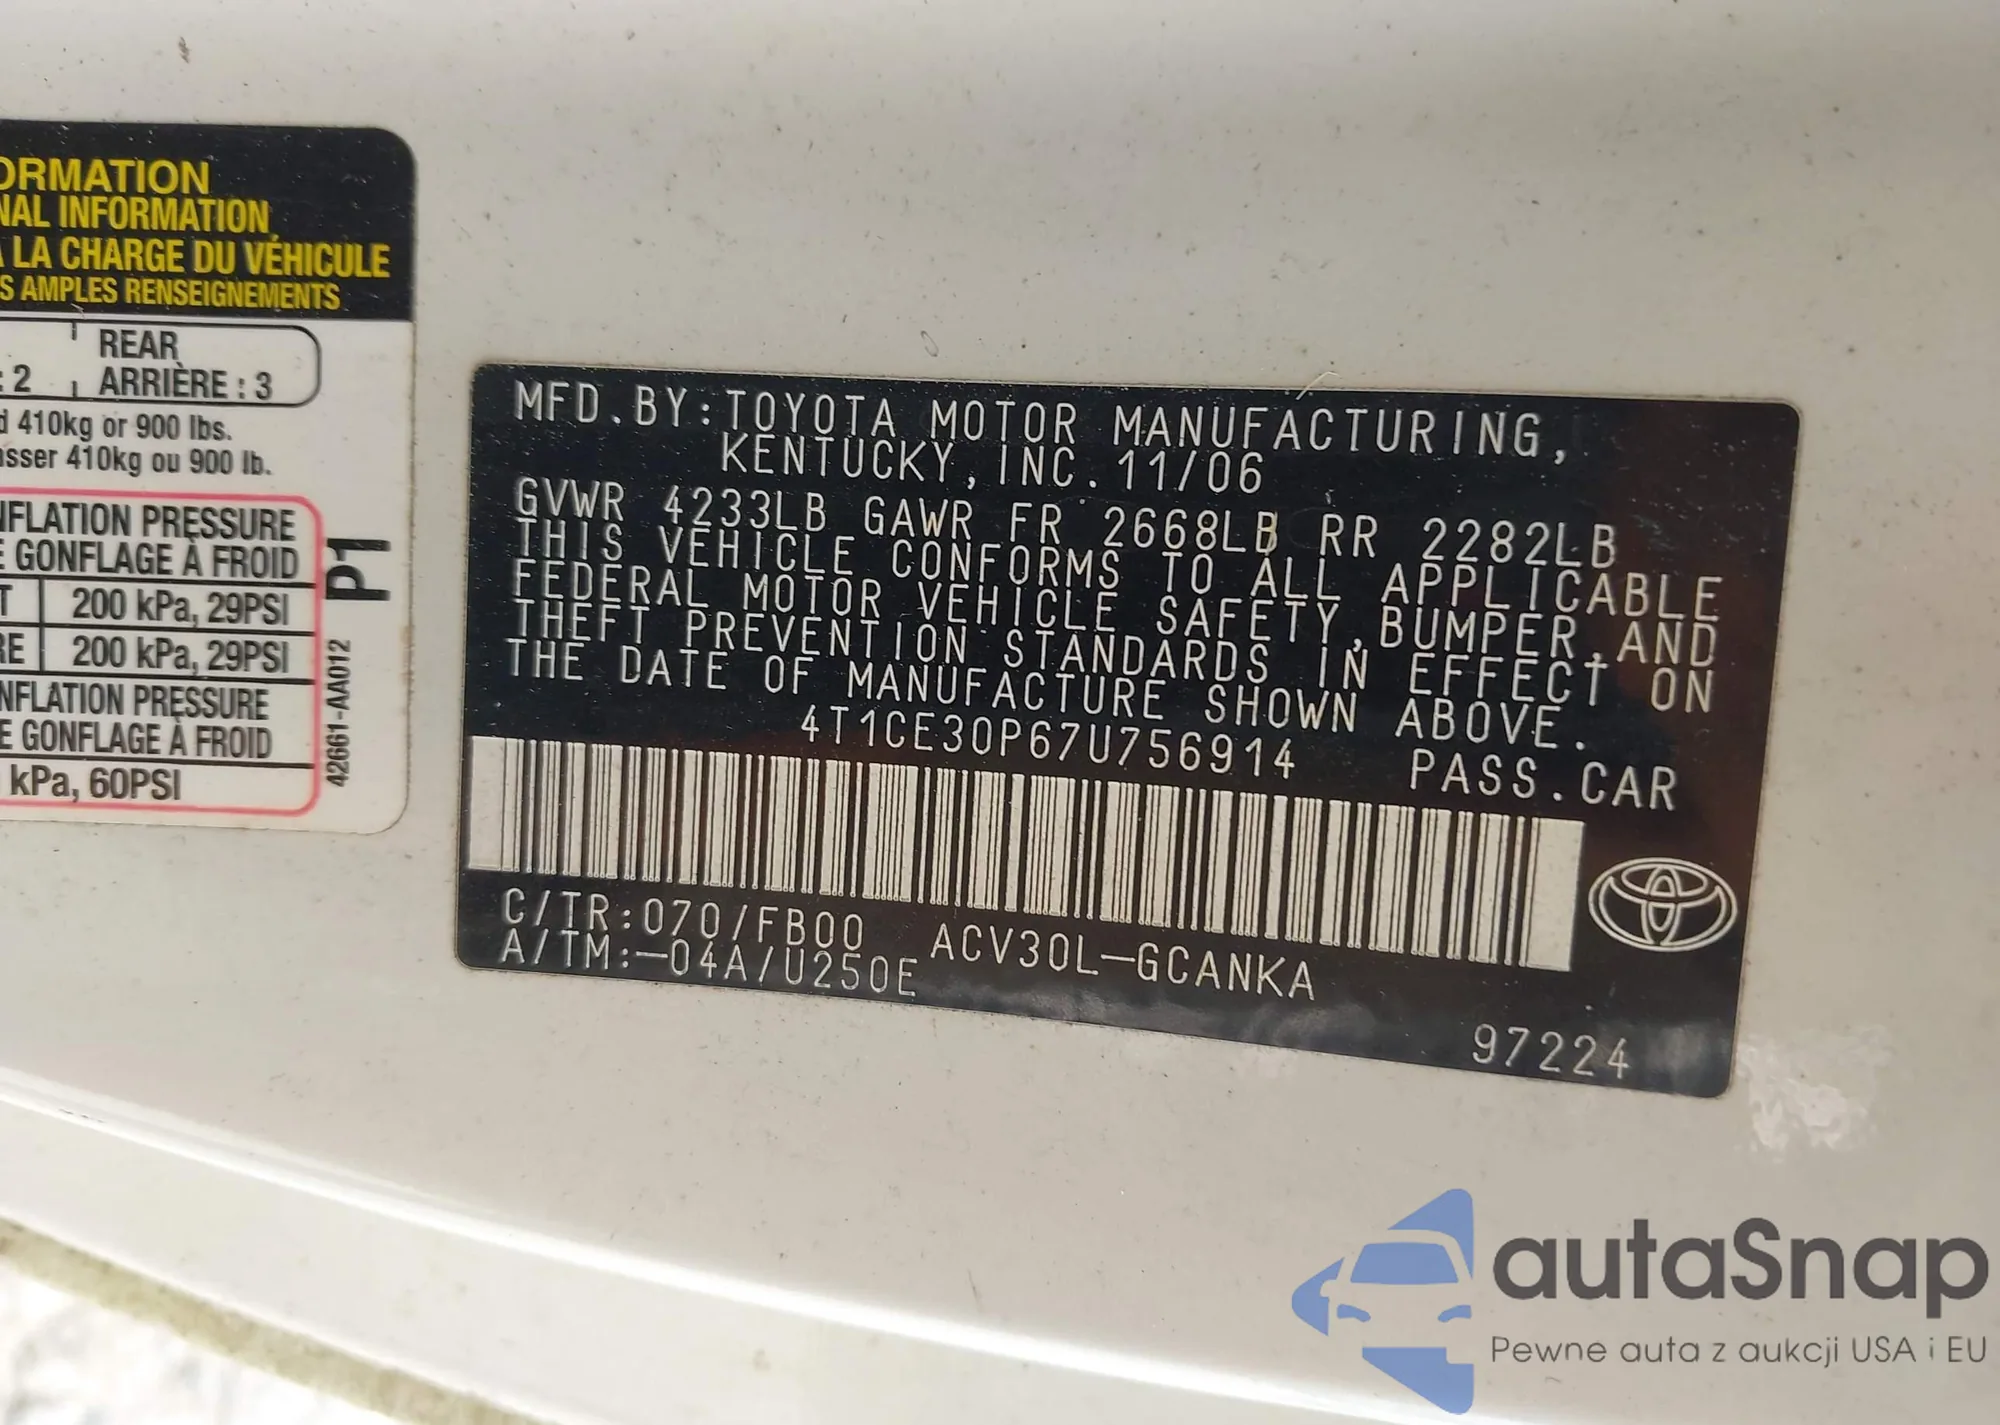 ORMATION
NAL INFORMATION
À LA CHARGE DU VÉHICULE
S AMPLES RENSEIGNEMENTS
: 2
REAR
ARRIÈRE : 3
d 410kg or 900 lbs.
asser 410kg ou 900 lb.
NFLATION PRESSURE
E GONFLAGE À FROID
T 200 kPa, 29PSI
RE 200 kPa, 29PSI
NFLATION PRESSURE
E GONFLAGE À FROID
kPa, 60PSI
P1
42661-AA012
MFD.BY:TOYOTA MOTOR MANUFACTURING,
KENTUCKY, INC. 11/06
GVWR 4233LB GAWR FR 2668LB RR 2282LB
THIS VEHICLE CONFORMS TO ALL APPLICABLE
FEDERAL MOTOR VEHICLE SAFETY, BUMPER, AND
THEFT PREVENTION STANDARDS IN EFFECT ON
THE DATE OF MANUFACTURE SHOWN ABOVE.
4T1CE30P67U756914 PASS.CAR
C/TR:070/FB00 ACV30L-GCANKA
A/TM:-04A/U250E
97224
autaSnap
Pewne auta z aukcji USA i EU